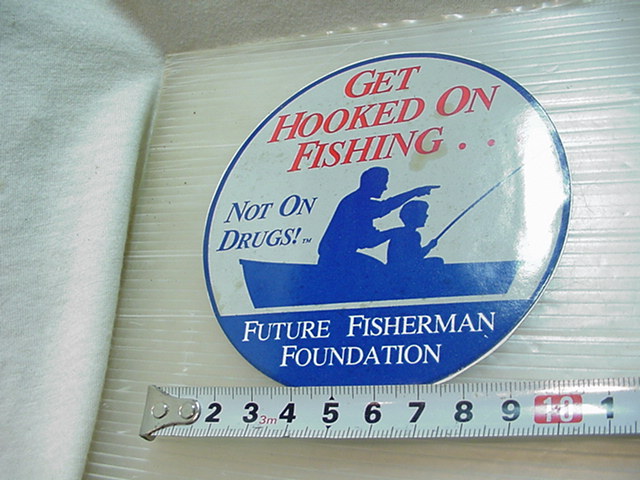 GET
HOOKED ON
FISHING . .
NOT ON
DRUGS!™
FUTURE FISHERMAN
FOUNDATION
2 3 3m 4 5 6 7 8 9 10 1